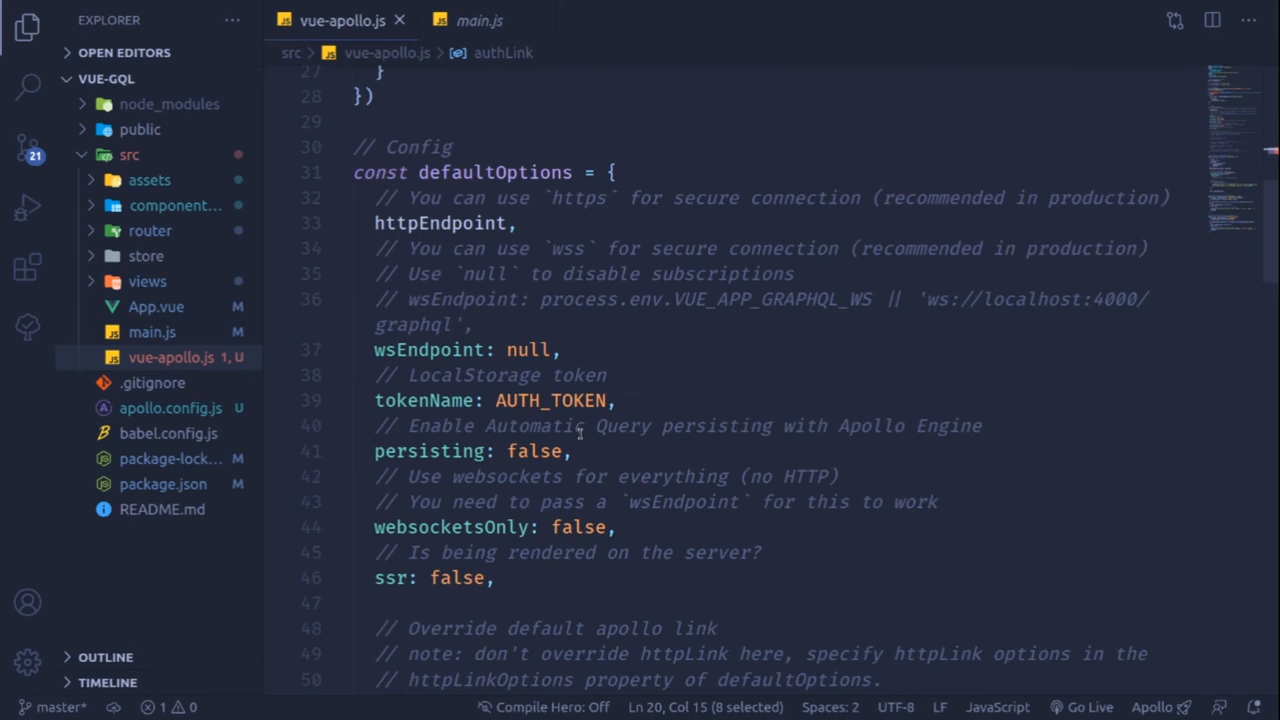 EXPLORER
OPEN EDITORS
VUE-GQL
node_modules
public
src
assets
component...
router
store
views
App.vue M
main.js M
vue-apollo.js 1, U
.gitignore
apollo.config.js U
babel.config.js
package-lock... M
package.json M
README.md
OUTLINE
TIMELINE
21
vue-apollo.js
main.js
src > vue-apollo.js > authLink
27 }
28 })
29
30 // Config
31 const defaultOptions = {
32 // You can use `https` for secure connection (recommended in production)
33 httpEndpoint,
34 // You can use `wss` for secure connection (recommended in production)
35 // Use `null` to disable subscriptions
36 // wsEndpoint: process.env.VUE_APP_GRAPHQL_WS || 'ws://localhost:4000/
graphql',
37 wsEndpoint: null,
38 // LocalStorage token
39 tokenName: AUTH_TOKEN,
40 // Enable Automatic Query persisting with Apollo Engine
41 persisting: false,
42 // Use websockets for everything (no HTTP)
43 // You need to pass a `wsEndpoint` for this to work
44 websocketsOnly: false,
45 // Is being rendered on the server?
46 ssr: false,
47
48 // Override default apollo link
49 // note: don't override httpLink here, specify httpLink options in the
50 // httpLinkOptions property of defaultOptions.
master* 1 0 Compile Hero: Off Ln 20, Col 15 (8 selected) Spaces: 2 UTF-8 LF JavaScript Go Live Apollo